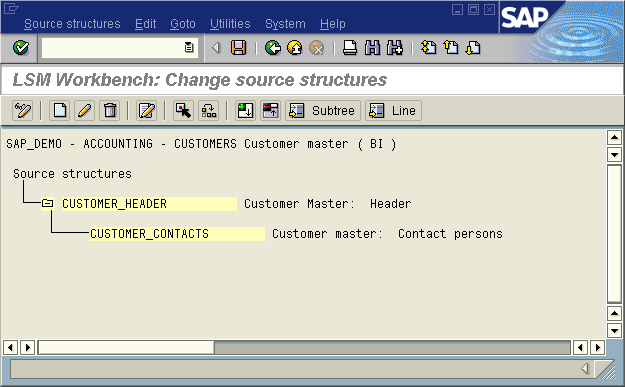 Source structures Edit Goto Utilities System Help
SAP
LSM Workbench: Change source structures
Subtree Line
SAP_DEMO - ACCOUNTING - CUSTOMERS Customer master ( BI )
Source structures
CUSTOMER_HEADER Customer Master: Header
CUSTOMER_CONTACTS Customer master: Contact persons